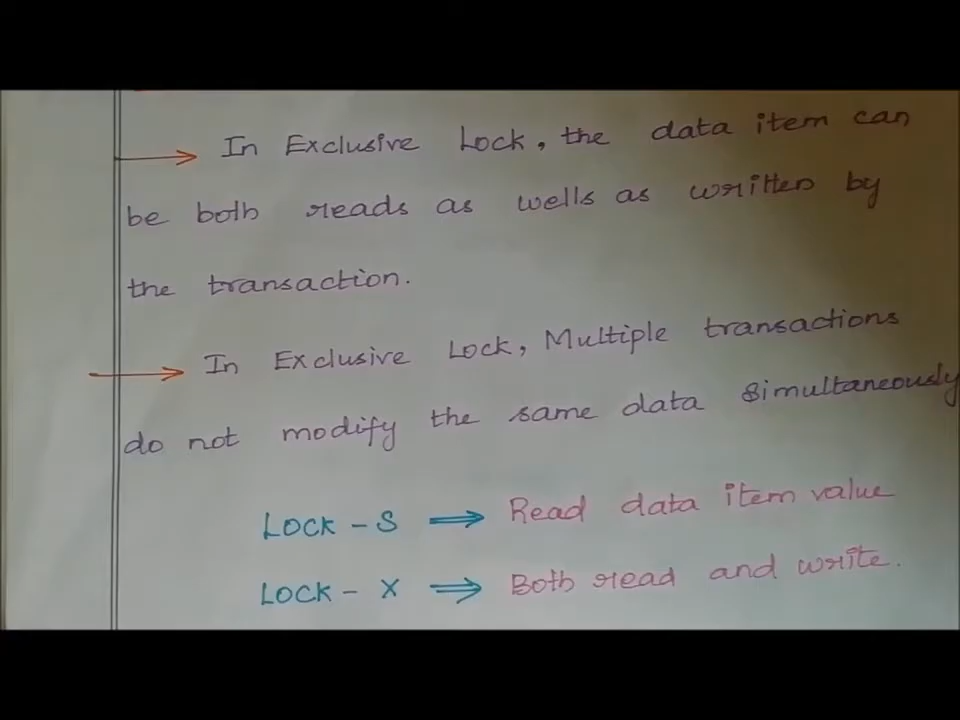 In Exclusive Lock, the data item can
be both reads as wells as written by
the transaction.
In Exclusive Lock, Multiple transactions
do not modify the same data simultaneously
Lock - S ⟹ Read data item value
Lock - X ⟹ Both read and write.